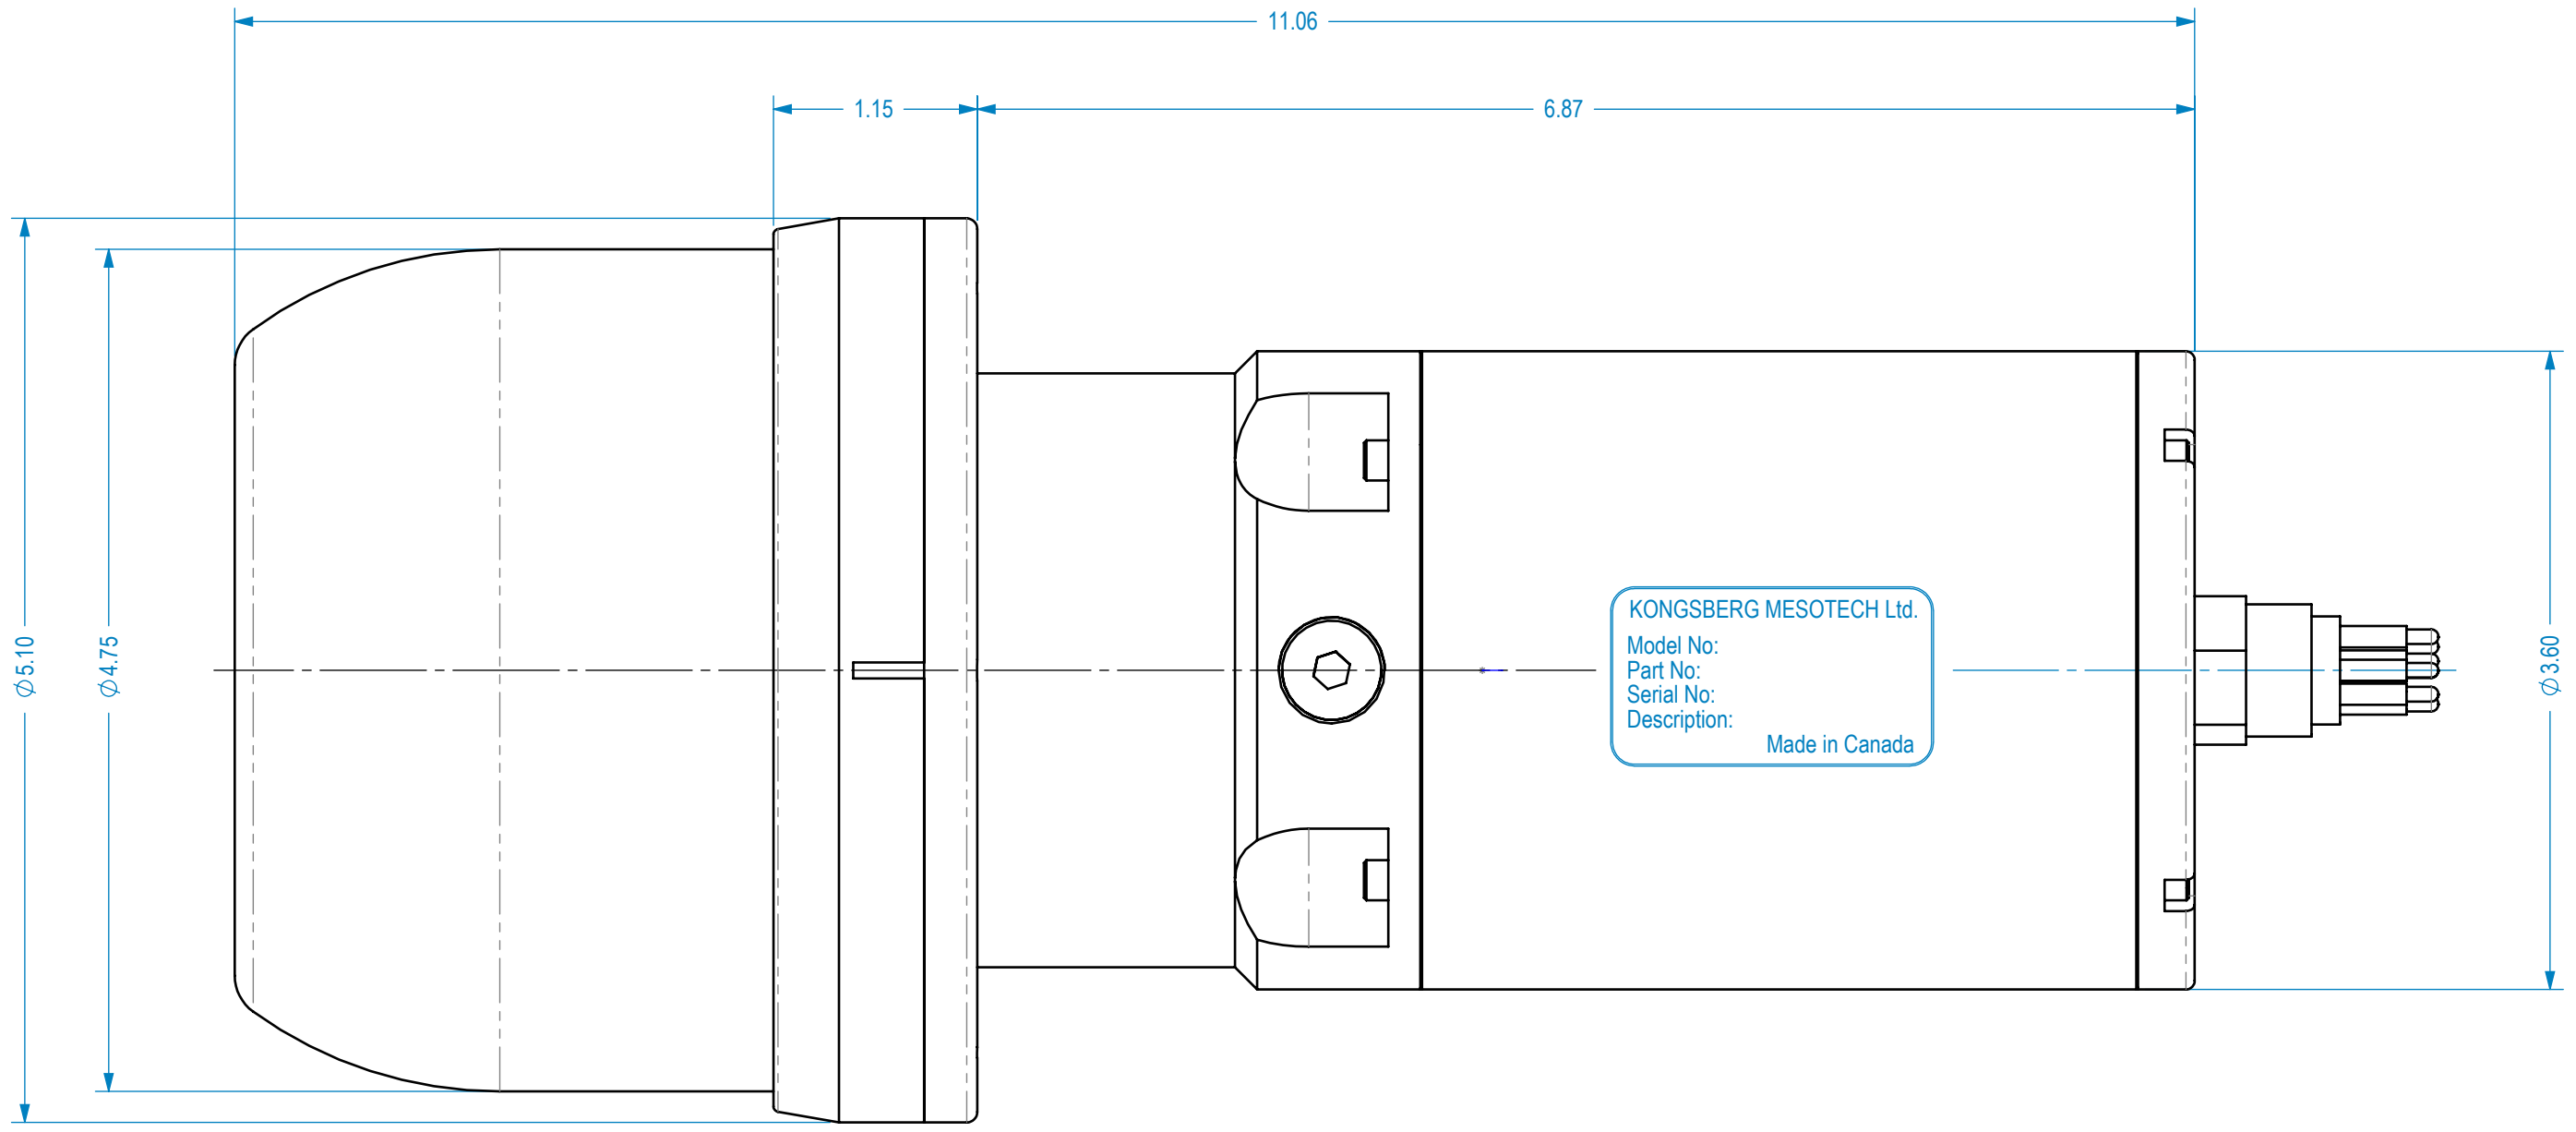 11.06
1.15
6.87
∅5.10
∅4.75
KONGSBERG MESOTECH Ltd.
Model No:
Part No:
Serial No:
Description:
Made in Canada
∅3.60